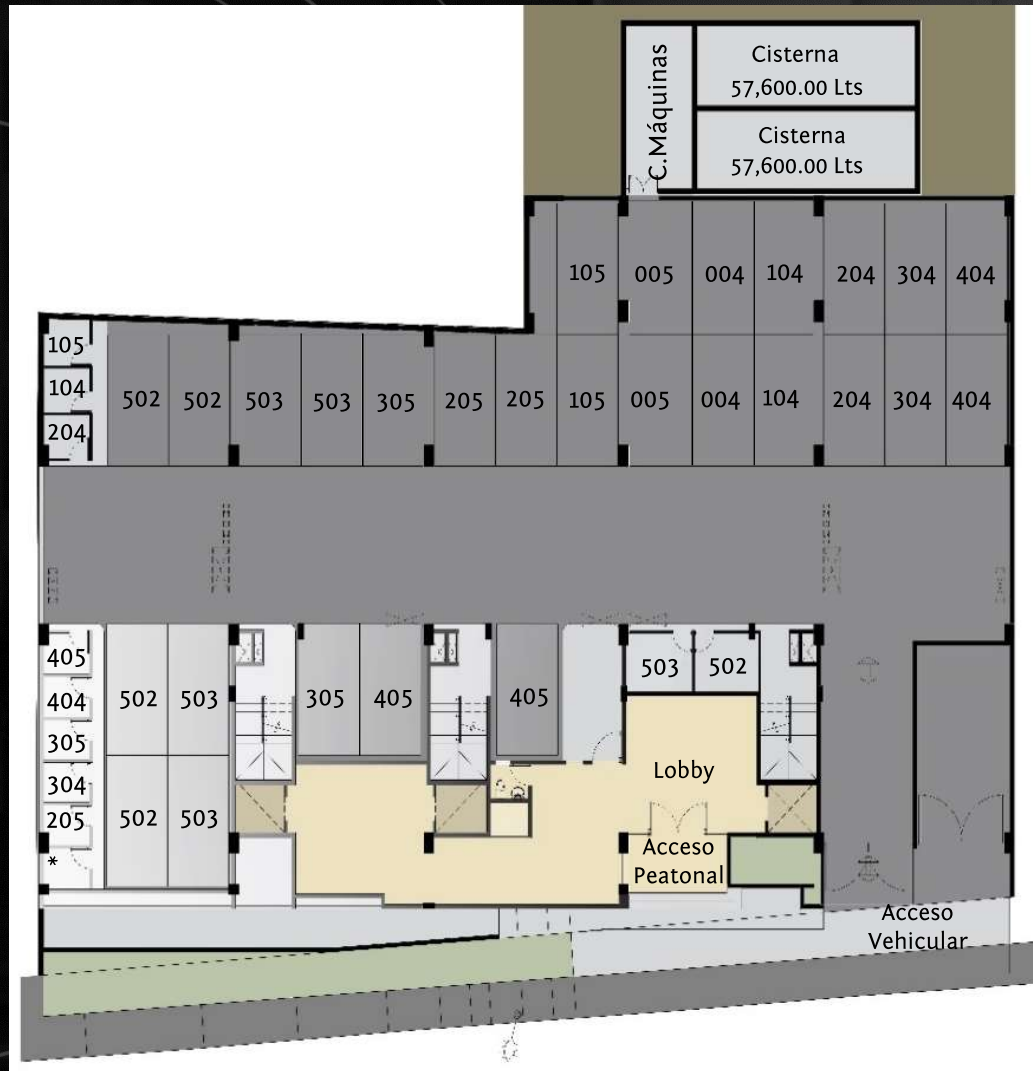 C.Máquinas
Cisterna
57,600.00 Lts
Cisterna
57,600.00 Lts
105 005 004 104 204 304 404
105
104
204
502 502 503 503 305 205 205 105 005 004 104 204 304 404
405
404
305
304
205
*
502 503
502 503
305 405
405
503 502
Lobby
Acceso
Peatonal
Acceso
Vehicular